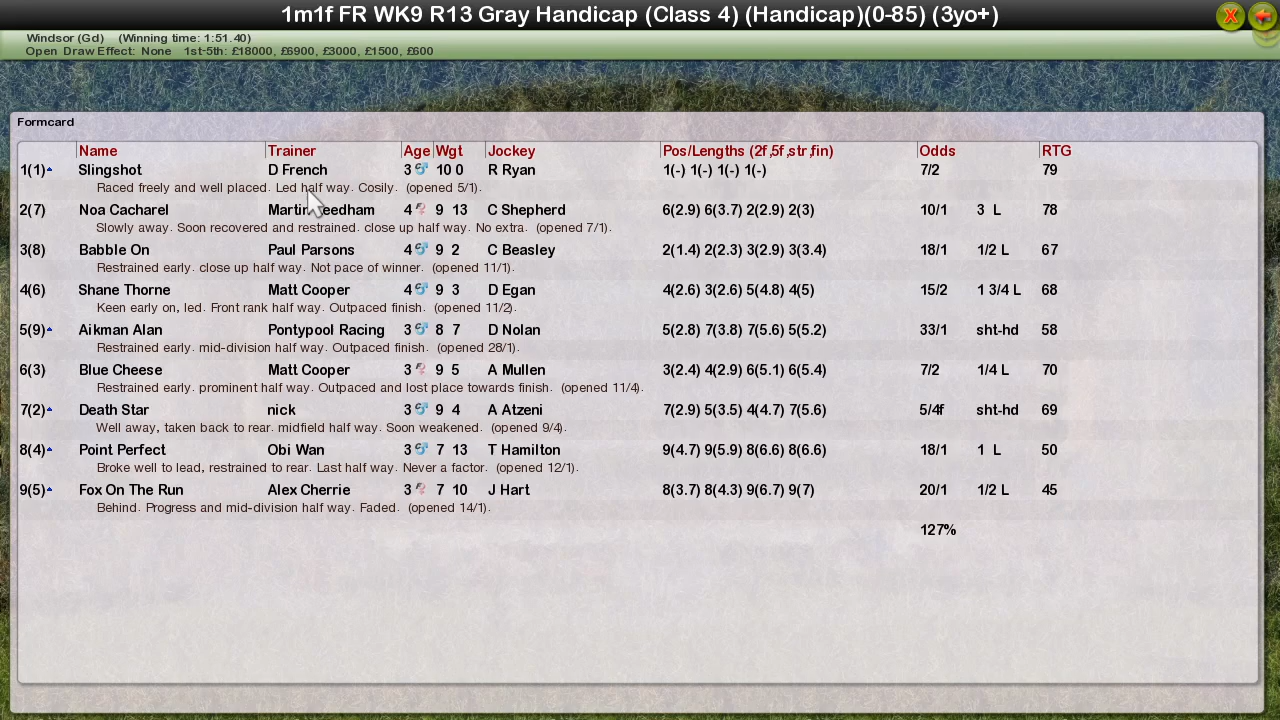 1m1f FR WK9 R13 Gray Handicap (Class 4) (Handicap)(0-85) (3yo+)
X
Windsor (Gd) (Winning time: 1:51.40)
Open Draw Effect: None 1st-5th: £18000, £6900, £3000, £1500, £600
Formcard
Name Trainer Age Wgt Jockey Pos/Lengths (2f,5f,str,fin) Odds RTG
1(1) Slingshot D French 3 10 0 R Ryan 1(-) 1(-) 1(-) 1(-) 7/2 79
Raced freely and well placed. Led half way. Cosily. (opened 5/1).
2(7) Noa Cacharel Martin eedham 4 9 13 C Shepherd 6(2.9) 6(3.7) 2(2.9) 2(3) 10/1 3 L 78
Slowly away. Soon recovered and restrained. close up half way. No extra. (opened 7/1).
3(8) Babble On Paul Parsons 4 9 2 C Beasley 2(1.4) 2(2.3) 3(2.9) 3(3.4) 18/1 1/2 L 67
Restrained early. close up half way. Not pace of winner. (opened 11/1).
4(6) Shane Thorne Matt Cooper 4 9 3 D Egan 4(2.6) 3(2.6) 5(4.8) 4(5) 15/2 1 3/4 L 68
Keen early on, led. Front rank half way. Outpaced finish. (opened 11/2).
5(9) Aikman Alan Pontypool Racing 3 8 7 D Nolan 5(2.8) 7(3.8) 7(5.6) 5(5.2) 33/1 sht-hd 58
Restrained early. mid-division half way. Outpaced finish. (opened 28/1).
6(3) Blue Cheese Matt Cooper 3 9 5 A Mullen 3(2.4) 4(2.9) 6(5.1) 6(5.4) 7/2 1/4 L 70
Restrained early. prominent half way. Outpaced and lost place towards finish. (opened 11/4).
7(2) Death Star nick 3 9 4 A Atzeni 7(2.9) 5(3.5) 4(4.7) 7(5.6) 5/4f sht-hd 69
Well away, taken back to rear. midfield half way. Soon weakened. (opened 9/4).
8(4) Point Perfect Obi Wan 3 7 13 T Hamilton 9(4.7) 9(5.9) 8(6.6) 8(6.6) 18/1 1 L 50
Broke well to lead, restrained to rear. Last half way. Never a factor. (opened 12/1).
9(5) Fox On The Run Alex Cherrie 3 7 10 J Hart 8(3.7) 8(4.3) 9(6.7) 9(7) 20/1 1/2 L 45
Behind. Progress and mid-division half way. Faded. (opened 14/1).
127%